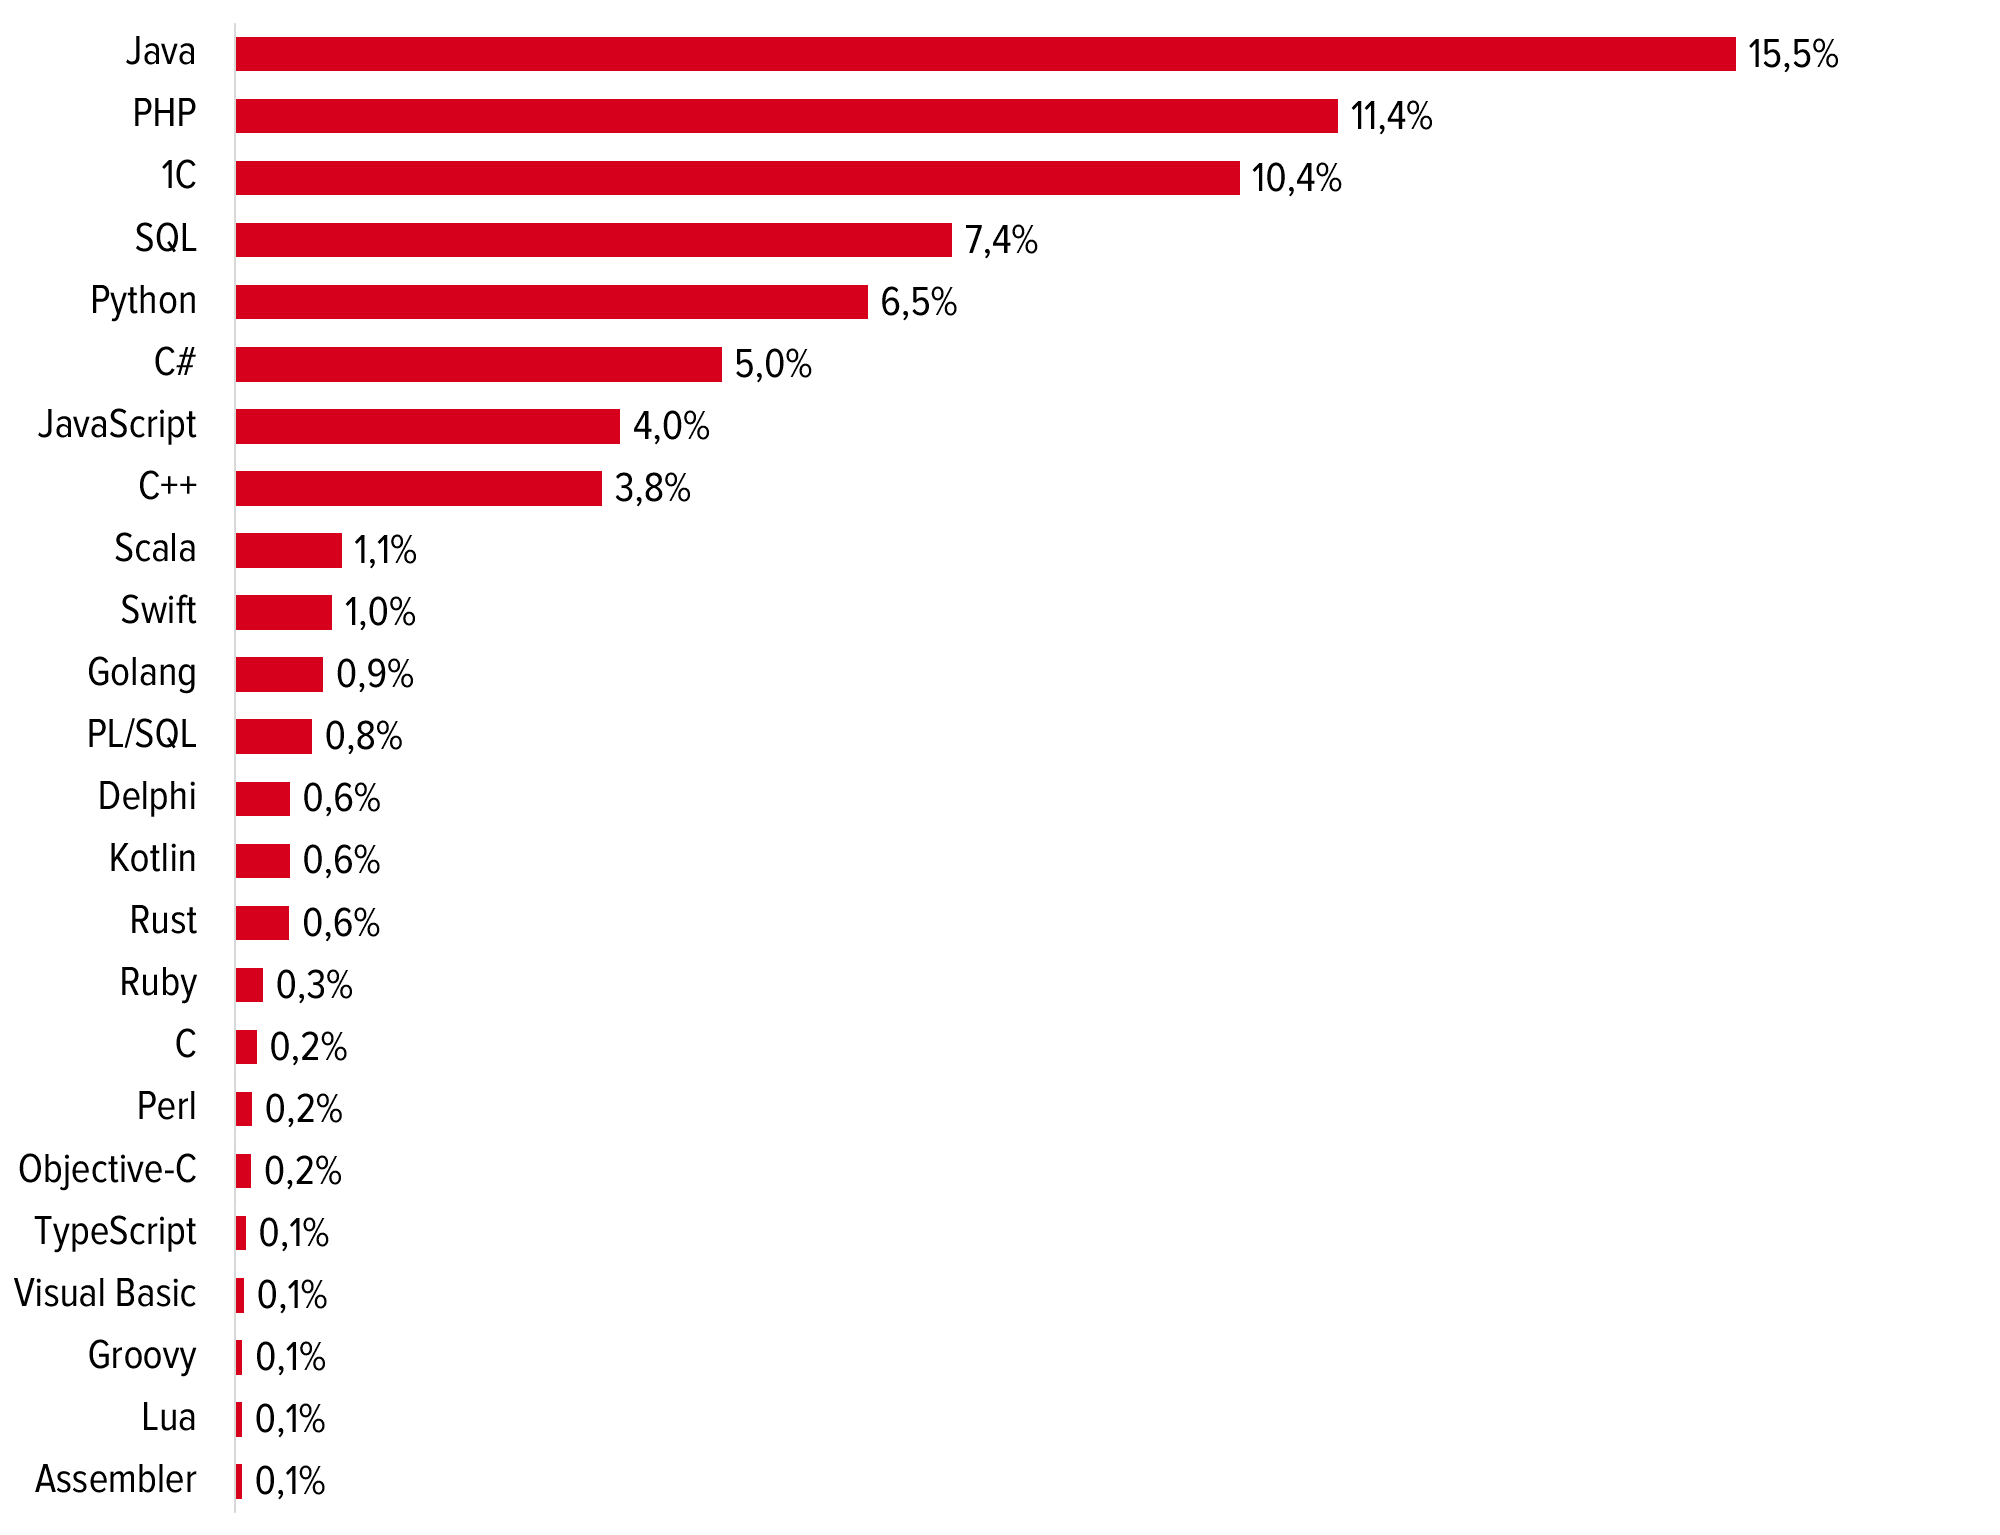 Java 15,5%
PHP 11,4%
1C 10,4%
SQL 7,4%
Python 6,5%
C# 5,0%
JavaScript 4,0%
C++ 3,8%
Scala 1,1%
Swift 1,0%
Golang 0,9%
PL/SQL 0,8%
Delphi 0,6%
Kotlin 0,6%
Rust 0,6%
Ruby 0,3%
C 0,2%
Perl 0,2%
Objective-C 0,2%
TypeScript 0,1%
Visual Basic 0,1%
Groovy 0,1%
Lua 0,1%
Assembler 0,1%